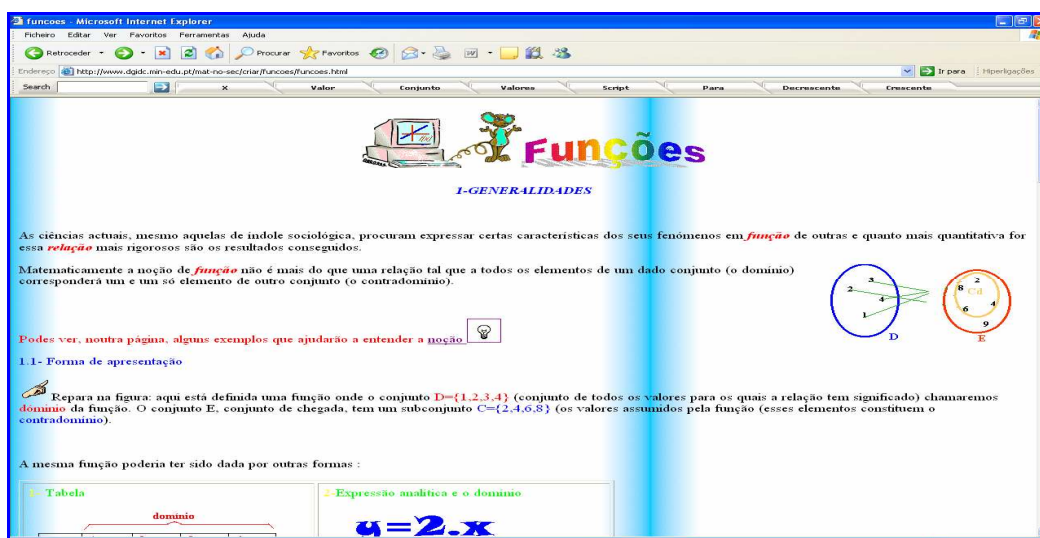 funcoes - Microsoft Internet Explorer
Ficheiro Editar Ver Favoritos Ferramentas Ajuda
Retroceder Procurar Favoritos
Endereço http://www.dgidc.min-edu.pt/mat-no-sec/criar/funcoes/funcoes.html Ir para Hiperligações
Search x Valor Conjunto Valores Script Para Decrescente Crescente
Funções
1-GENERALIDADES
As ciências actuais, mesmo aquelas de índole sociológica, procuram expressar certas características dos seus fenómenos em função de outras e quanto mais quantitativa for
essa relação mais rigorosos são os resultados conseguidos.
Matematicamente a noção de função não é mais do que uma relação tal que a todos os elementos de um dado conjunto (o domínio)
corresponderá um e um só elemento de outro conjunto (o contradomínio).
3
2
4
1
D
2
8
Cd
6
4
9
E
Podes ver, noutra página, alguns exemplos que ajudarão a entender a noção
1.1- Forma de apresentação
Repara na figura: aqui está definida uma função onde o conjunto D={1,2,3,4} (conjunto de todos os valores para os quais a relação tem significado) chamaremos
domínio da função. O conjunto E, conjunto de chegada, tem um subconjunto C={2,4,6,8} (os valores assumidos pela função (esses elementos constituem o
contradomínio).
A mesma função poderia ter sido dada por outras formas :
1- Tabela
2-Expressão analítica e o domínio
domínio
y=2.x